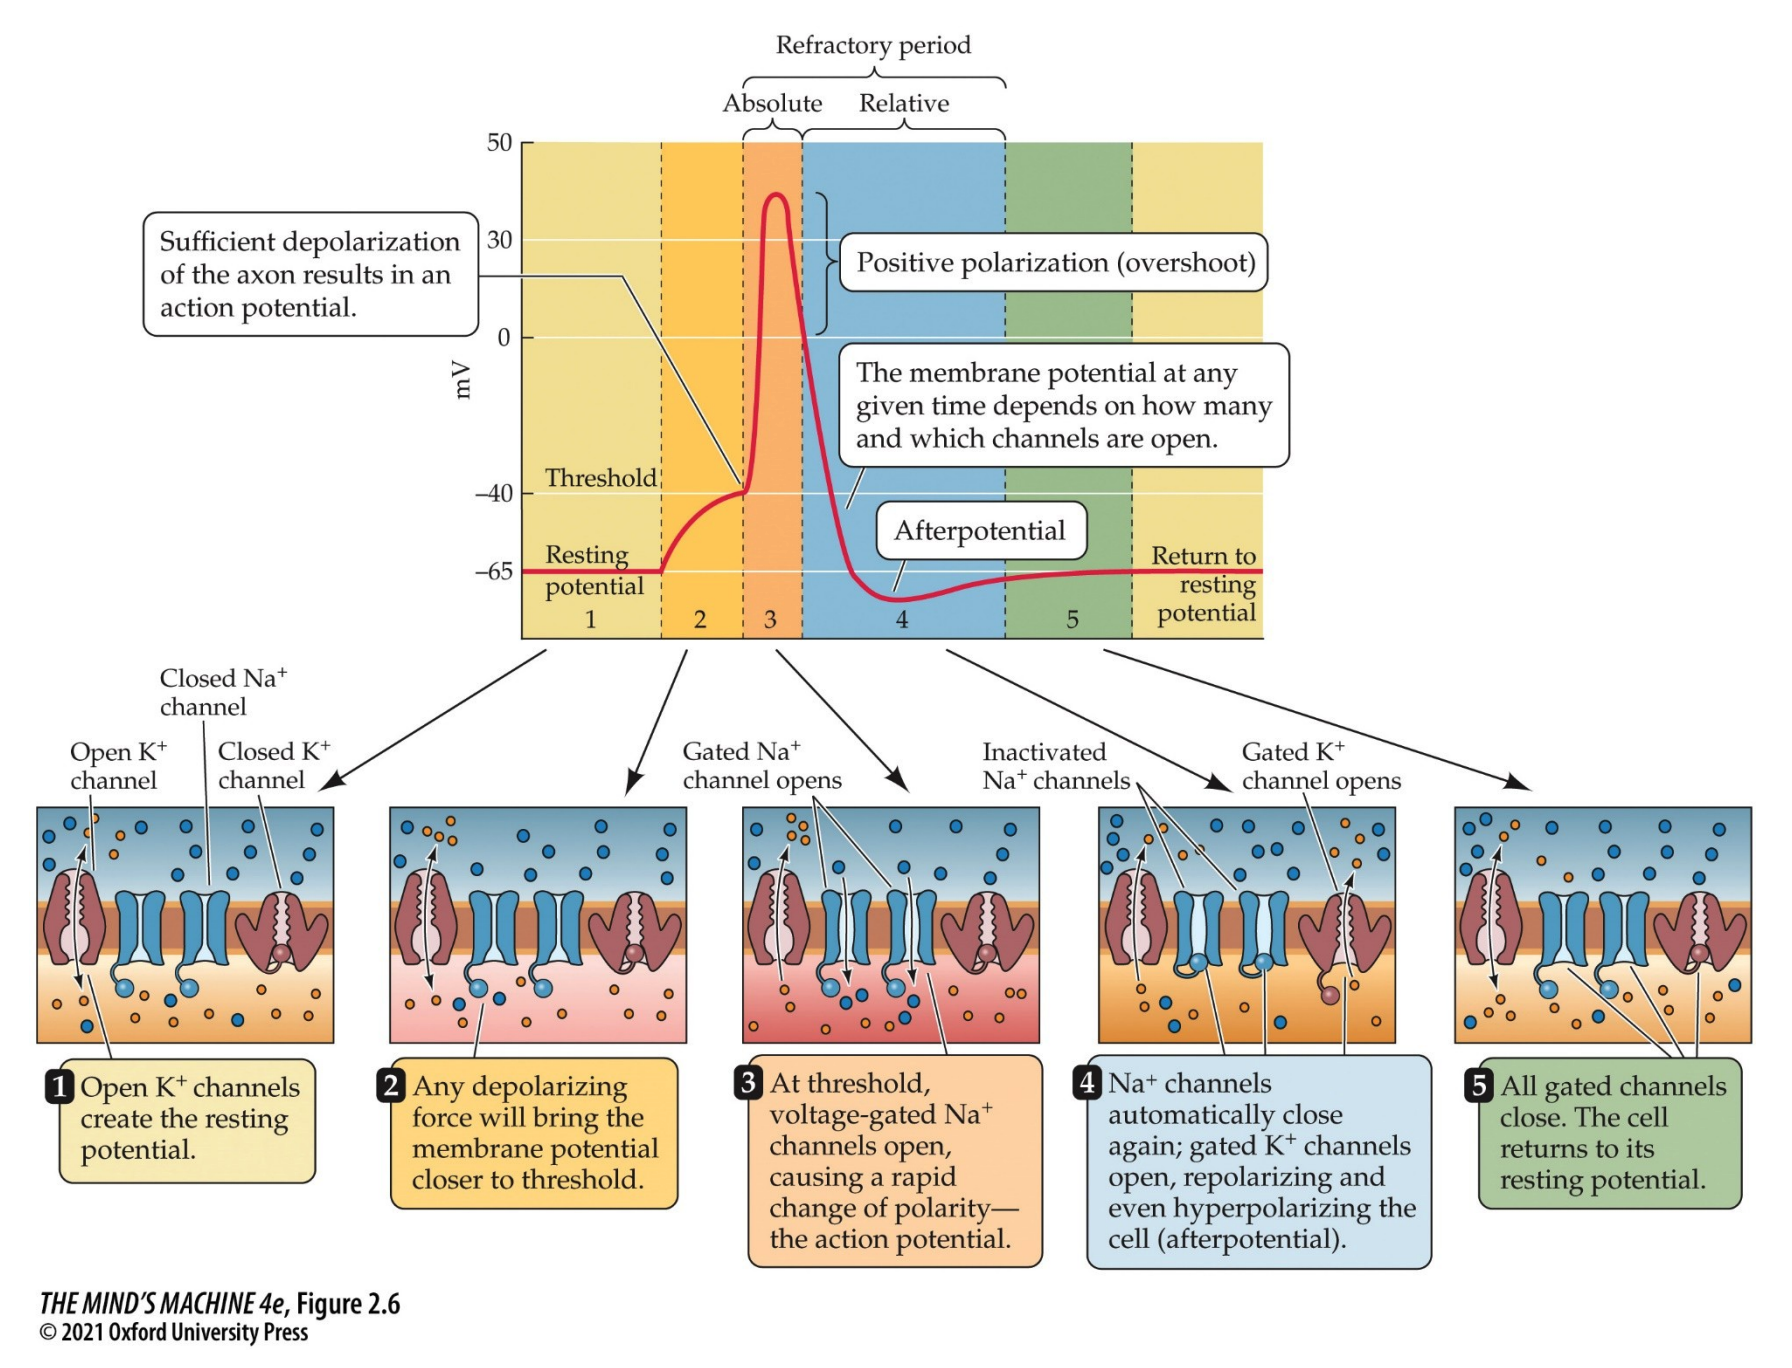 Refractory period
Absolute
Relative
50
30
0
–40
–65
mV
Sufficient depolarization
of the axon results in an
action potential.
Positive polarization (overshoot)
The membrane potential at any
given time depends on how many
and which channels are open.
Threshold
Afterpotential
Resting
potential
Return to
resting
potential
1
2
3
4
5
Closed Na⁺
channel
Open K⁺
channel
Closed K⁺
channel
Gated Na⁺
channel opens
Inactivated
Na⁺ channels
Gated K⁺
channel opens
1 Open K⁺ channels
create the resting
potential.
2 Any depolarizing
force will bring the
membrane potential
closer to threshold.
3 At threshold,
voltage-gated Na⁺
channels open,
causing a rapid
change of polarity—
the action potential.
4 Na⁺ channels
automatically close
again; gated K⁺ channels
open, repolarizing and
even hyperpolarizing the
cell (afterpotential).
5 All gated channels
close. The cell
returns to its
resting potential.
THE MIND'S MACHINE 4e, Figure 2.6
© 2021 Oxford University Press